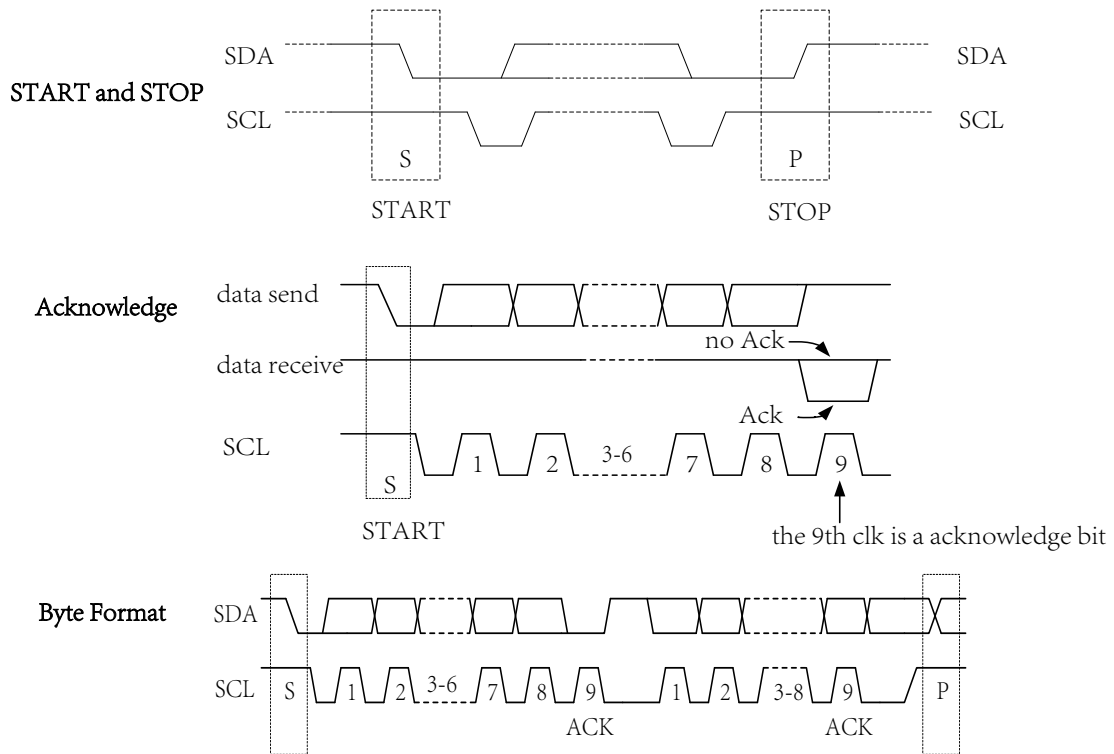 SDA
SDA
START and STOP
SCL
SCL
S
P
START
STOP
Acknowledge
data send
no Ack
data receive
Ack
SCL
1
2
3-6
7
8
9
S
START
the 9th clk is a acknowledge bit
Byte Format
SDA
SCL
S
1
2
3-6
7
8
9
1
2
3-8
9
P
ACK
ACK